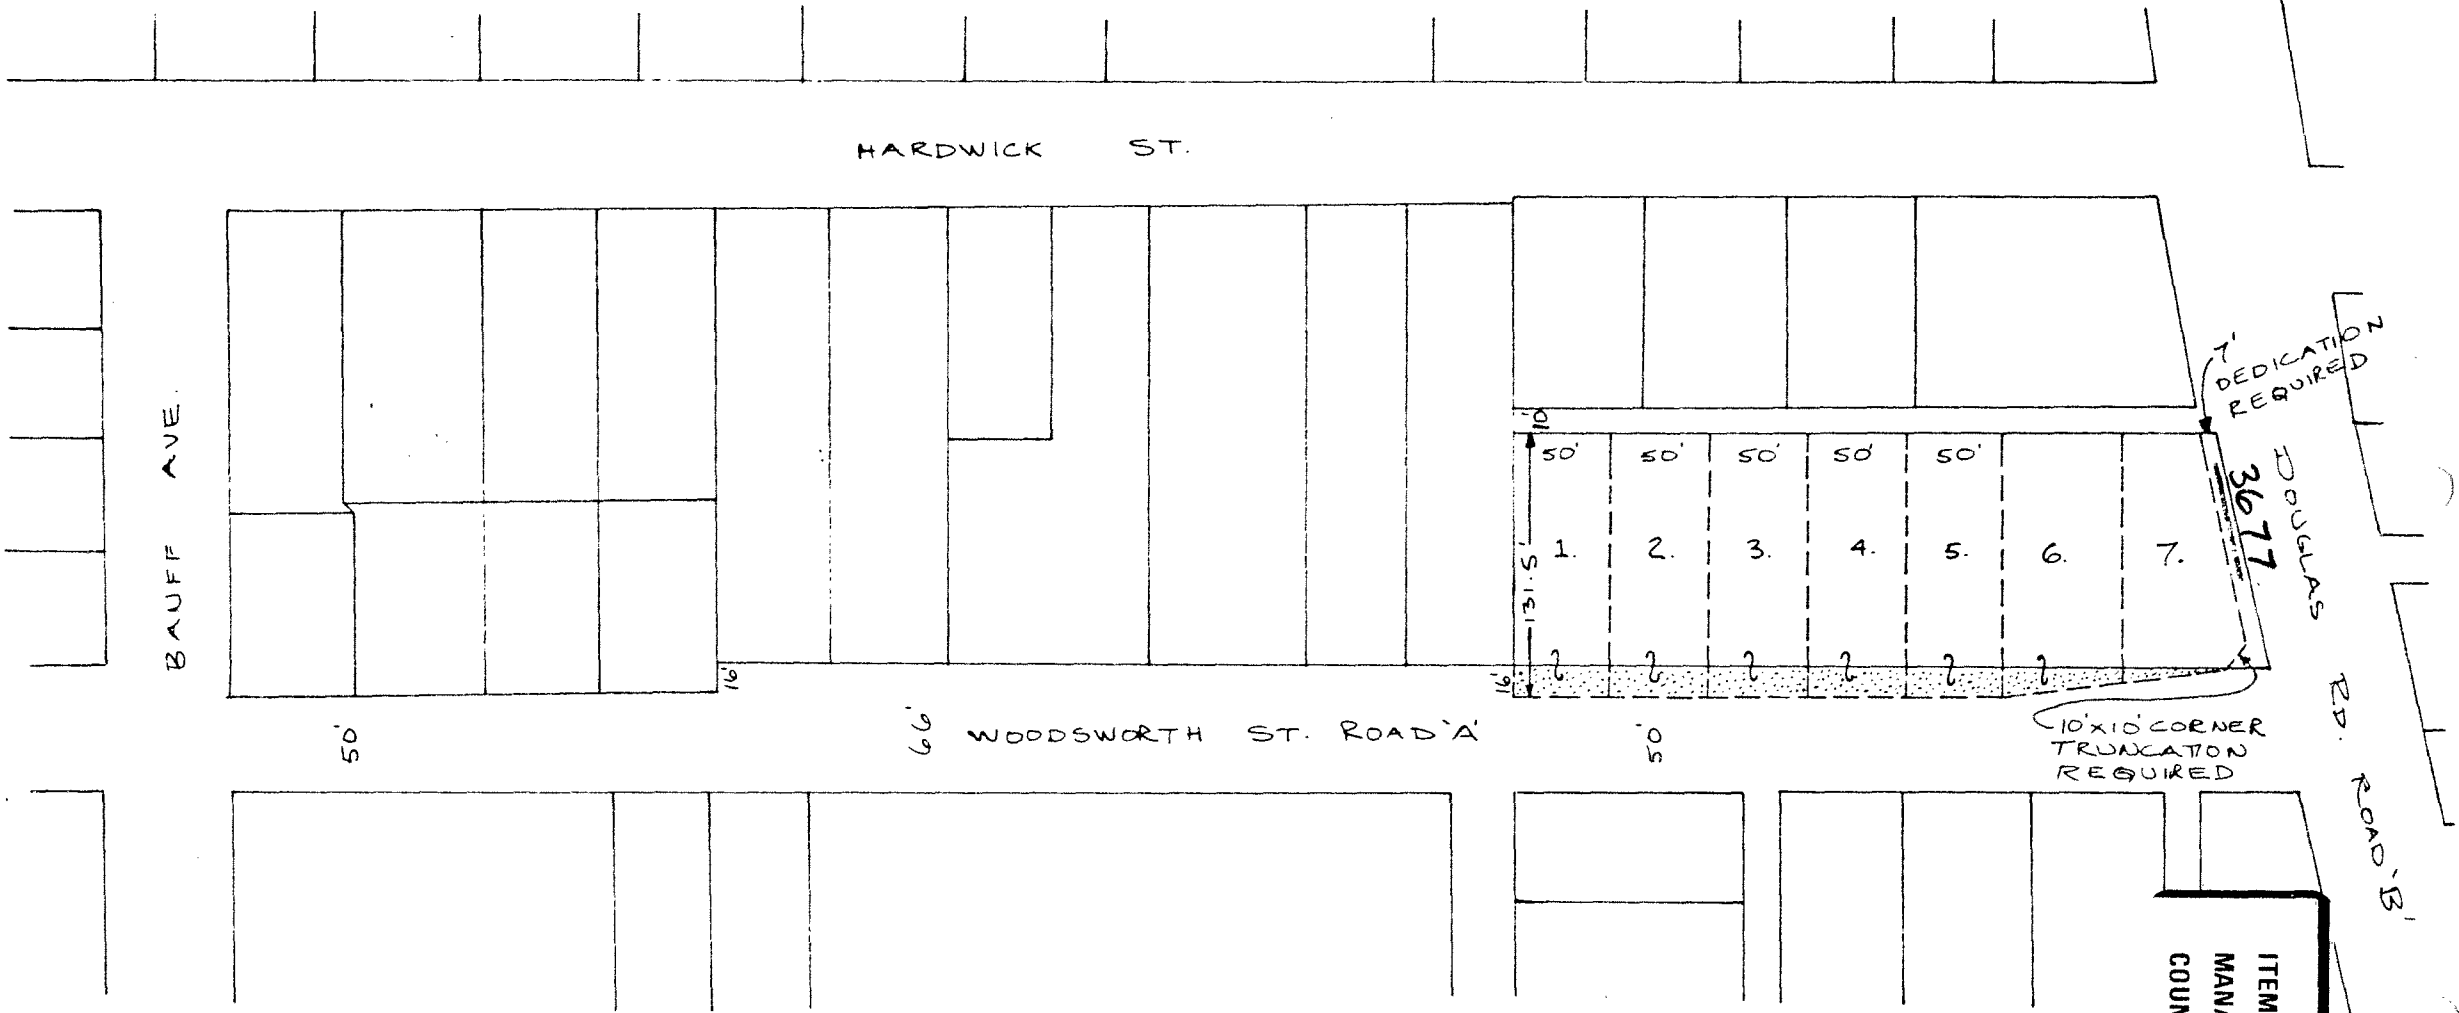 HARDWICK ST.
BANFF AVE.
7'
DEDICATION
REQUIRED
10'
50' 50' 50' 50' 50'
131.5'
1. 2. 3. 4. 5. 6. 7.
3677
DOUGLAS RD. ROAD 'B'
16'
16'
50'
66'
WOODSWORTH ST. ROAD 'A'
50'
10'x10' CORNER
TRUNCATION
REQUIRED
ITEM
MANA
COUN